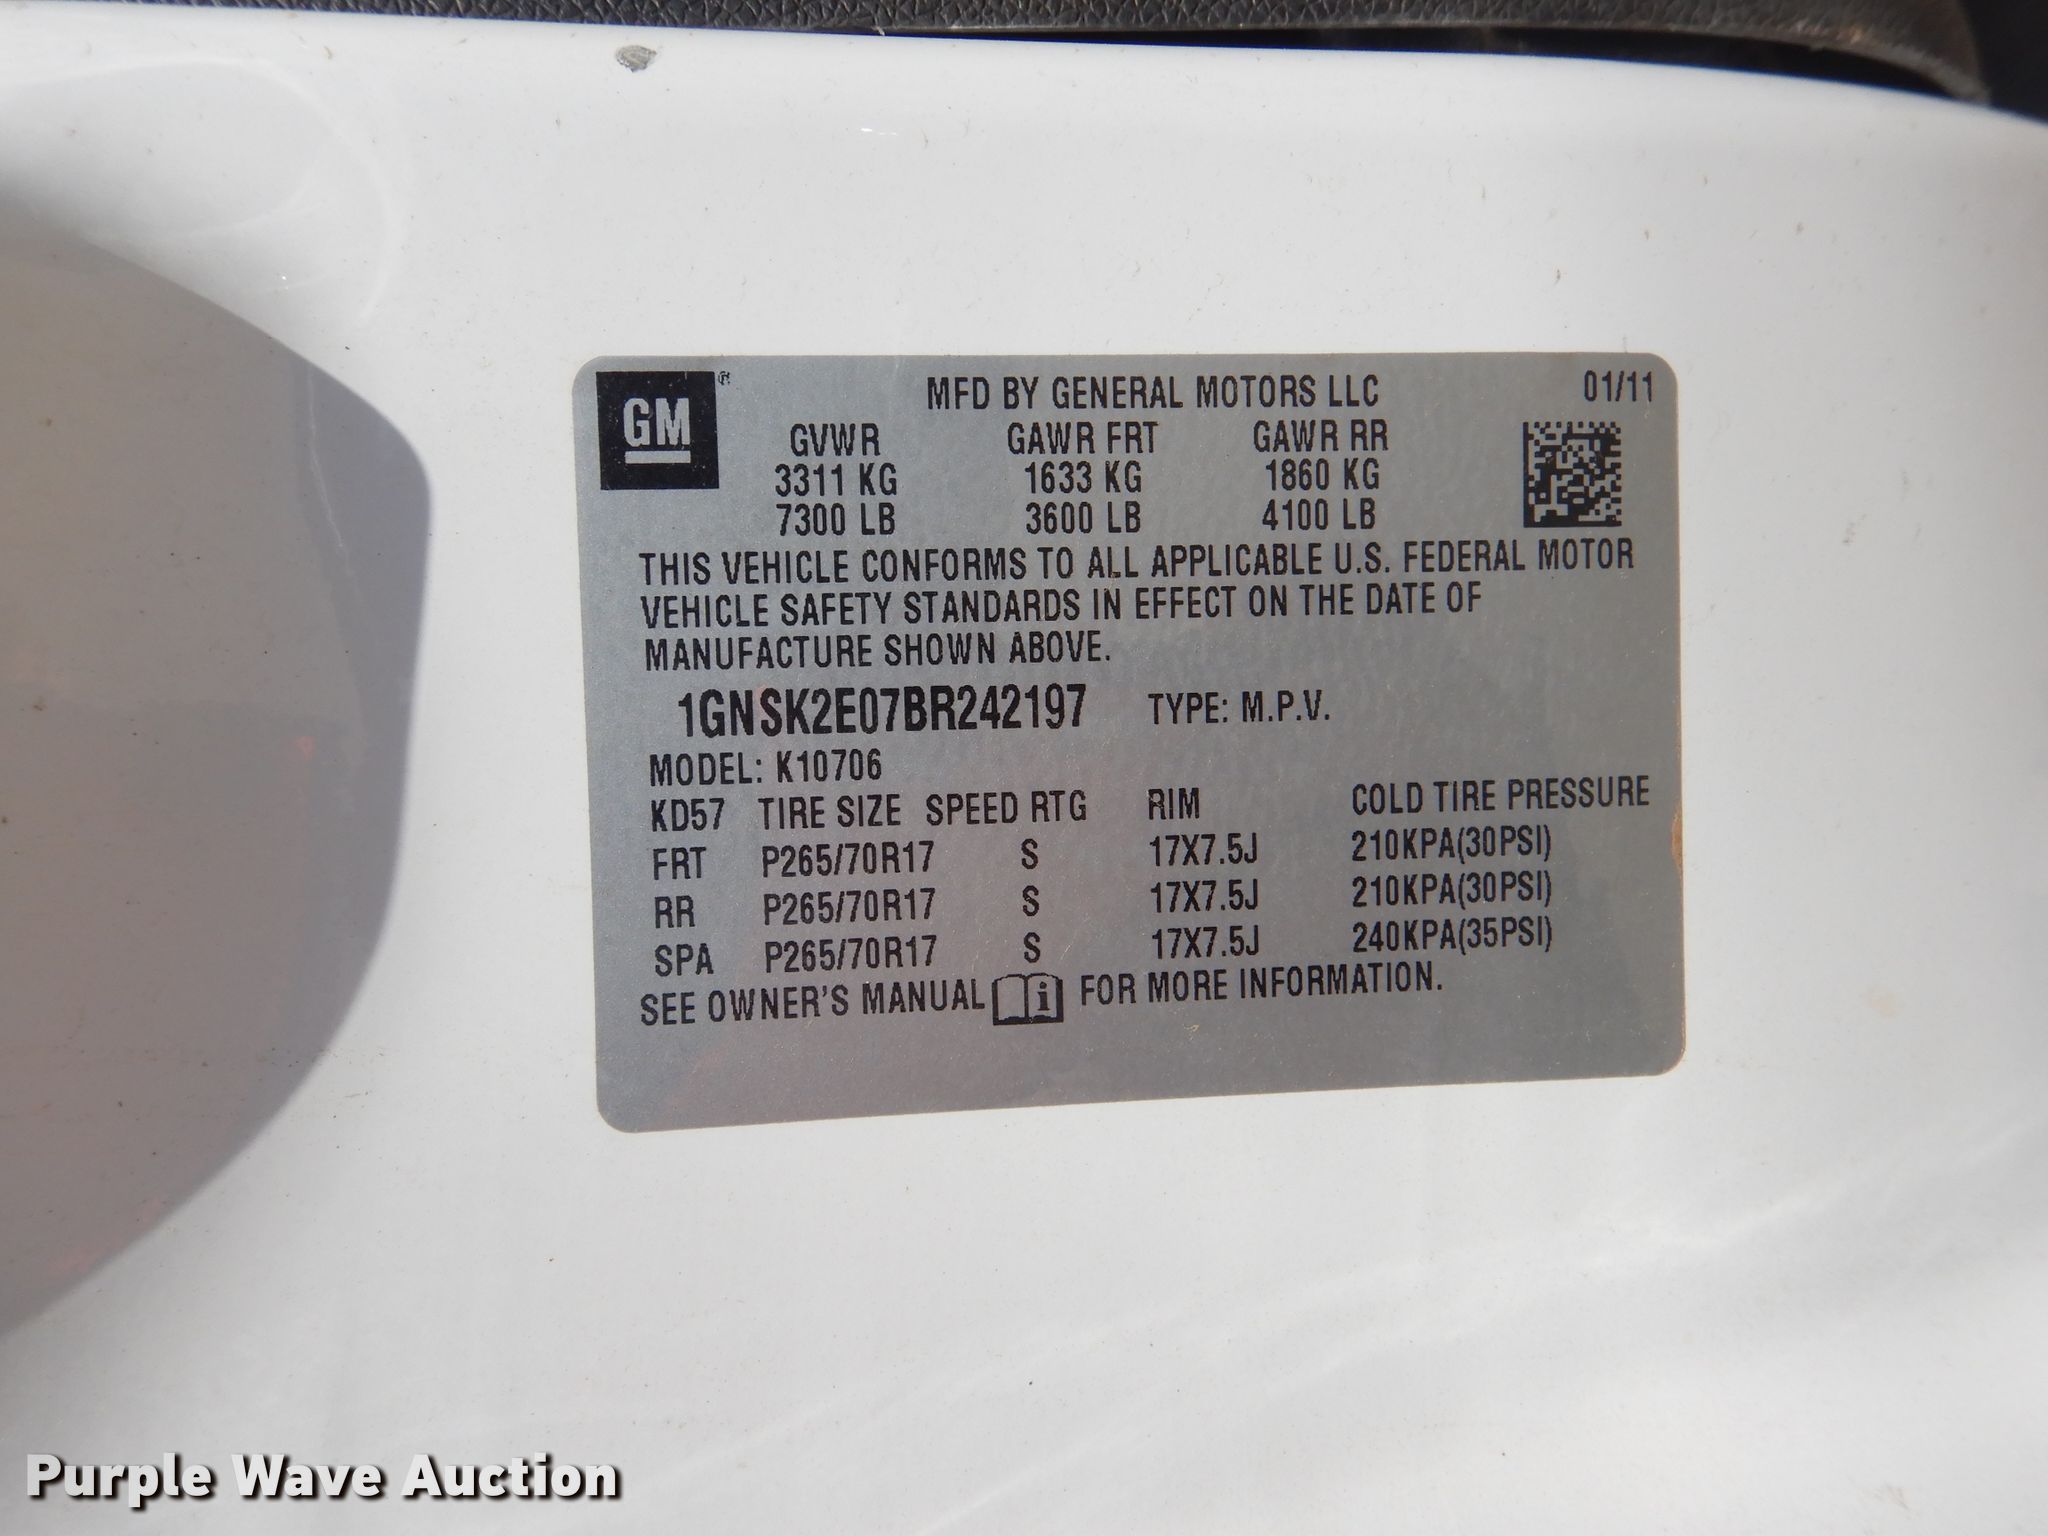 GM
MFD BY GENERAL MOTORS LLC 01/11
GVWR GAWR FRT GAWR RR
3311 KG 1633 KG 1860 KG
7300 LB 3600 LB 4100 LB
THIS VEHICLE CONFORMS TO ALL APPLICABLE U.S. FEDERAL MOTOR
VEHICLE SAFETY STANDARDS IN EFFECT ON THE DATE OF
MANUFACTURE SHOWN ABOVE.
1GNSK2E07BR242197 TYPE: M.P.V.
MODEL: K10706
KD57 TIRE SIZE SPEED RTG RIM COLD TIRE PRESSURE
FRT P265/70R17 S 17X7.5J 210KPA(30PSI)
RR P265/70R17 S 17X7.5J 210KPA(30PSI)
SPA P265/70R17 S 17X7.5J 240KPA(35PSI)
SEE OWNER'S MANUAL i FOR MORE INFORMATION.
Purple Wave Auction